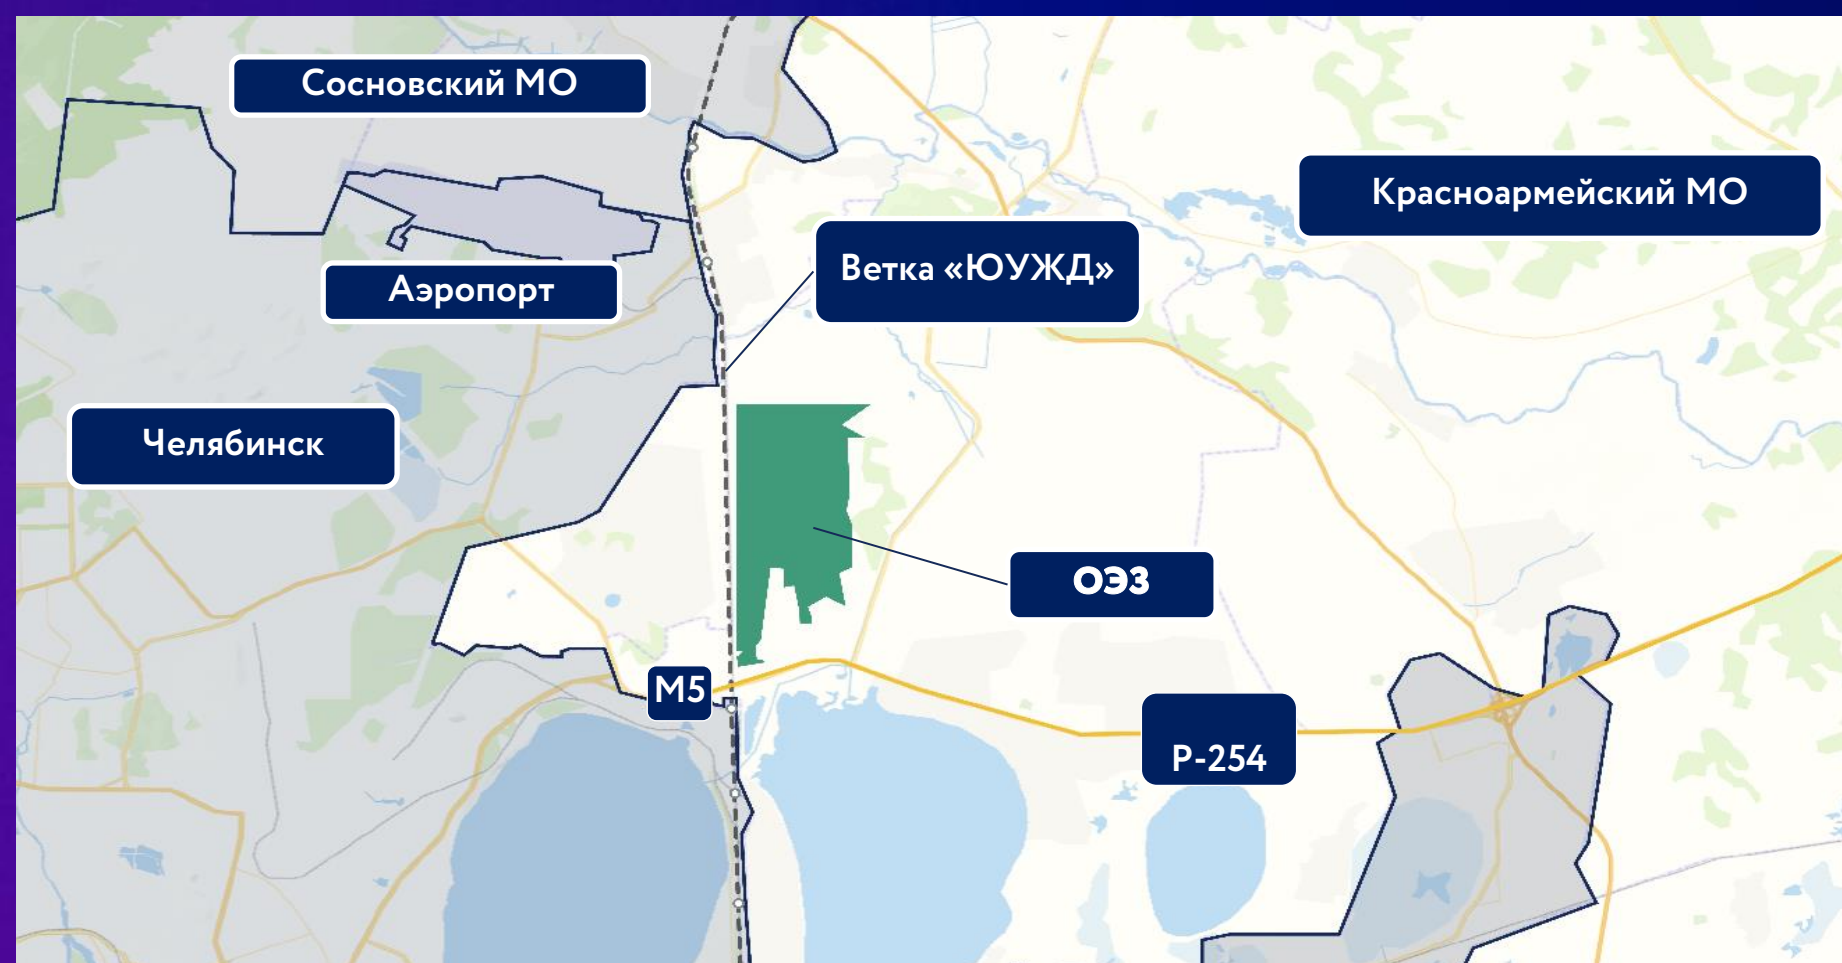 Сосновский МО
Красноармейский МО
Ветка «ЮУЖД»
Аэропорт
Челябинск
ОЭЗ
М5
Р-254